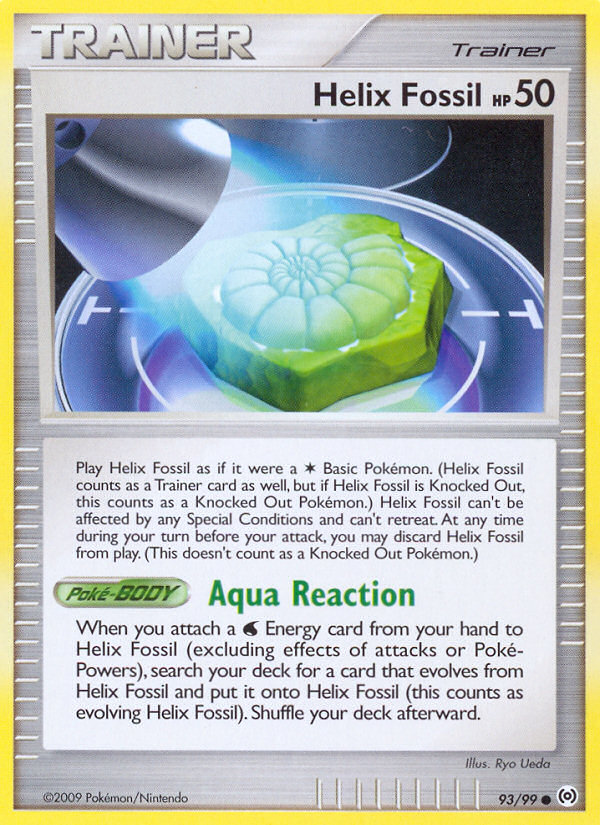 TRAINER
Trainer
Helix Fossil HP 50
Play Helix Fossil as if it were a ✶ Basic Pokémon. (Helix Fossil
counts as a Trainer card as well, but if Helix Fossil is Knocked Out,
this counts as a Knocked Out Pokémon.) Helix Fossil can't be
affected by any Special Conditions and can't retreat. At any time
during your turn before your attack, you may discard Helix Fossil
from play. (This doesn't count as a Knocked Out Pokémon.)
Poké-BODY Aqua Reaction
When you attach a Energy card from your hand to
Helix Fossil (excluding effects of attacks or Poké-
Powers), search your deck for a card that evolves from
Helix Fossil and put it onto Helix Fossil (this counts as
evolving Helix Fossil). Shuffle your deck afterward.
Illus. Ryo Ueda
©2009 Pokémon/Nintendo
93/99